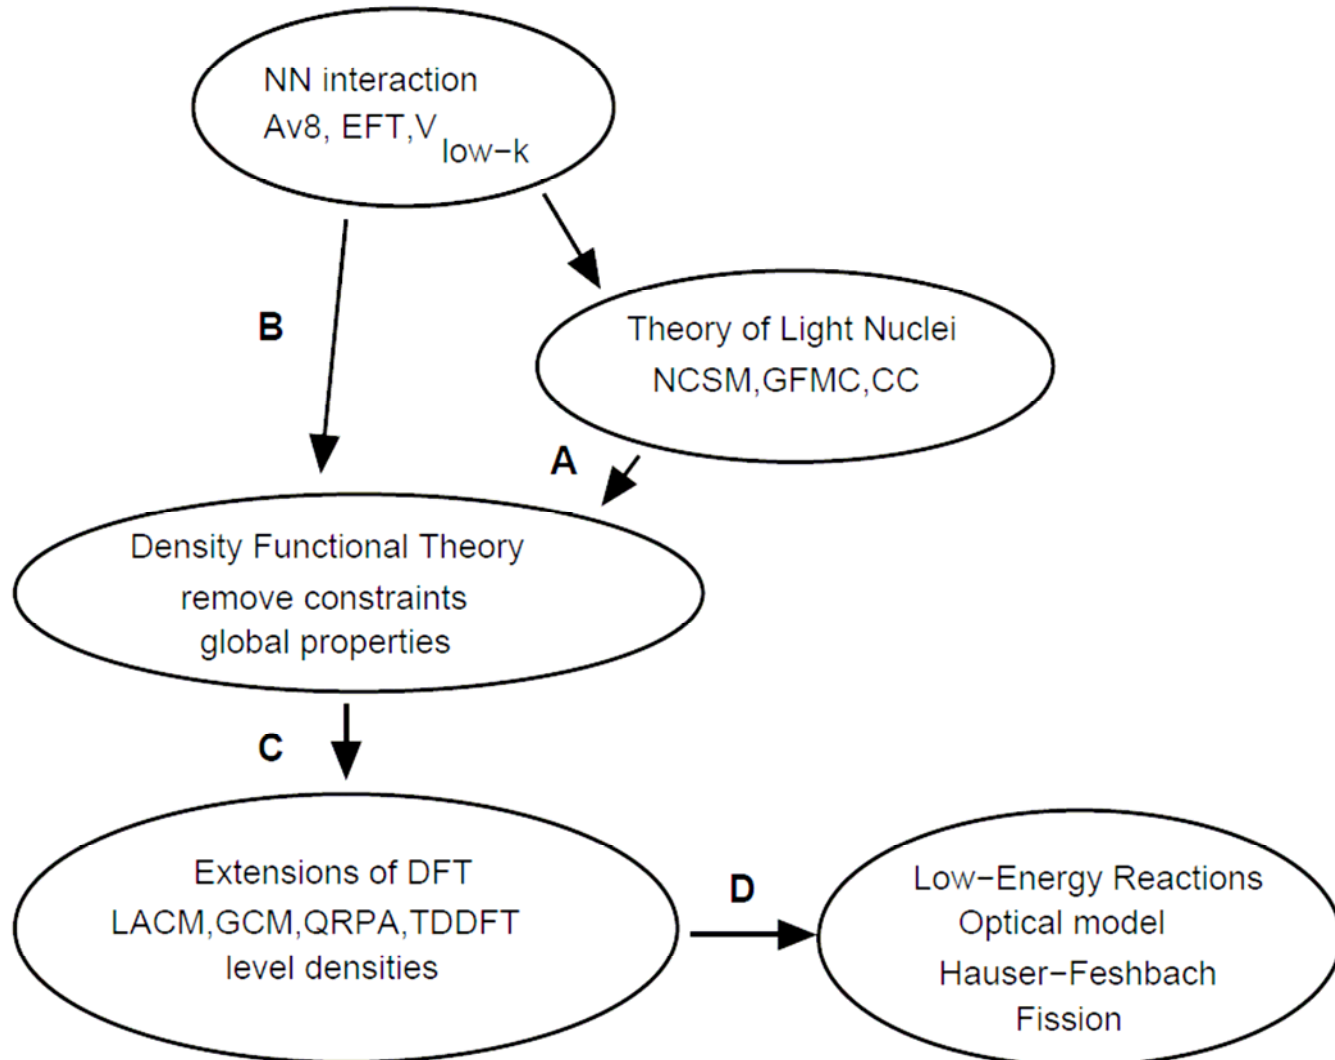 NN interaction
Av8, EFT,V
low−k
B
Theory of Light Nuclei
NCSM,GFMC,CC
A
Density Functional Theory
remove constraints
global properties
C
Extensions of DFT
LACM,GCM,QRPA,TDDFT
level densities
D
Low−Energy Reactions
Optical model
Hauser−Feshbach
Fission